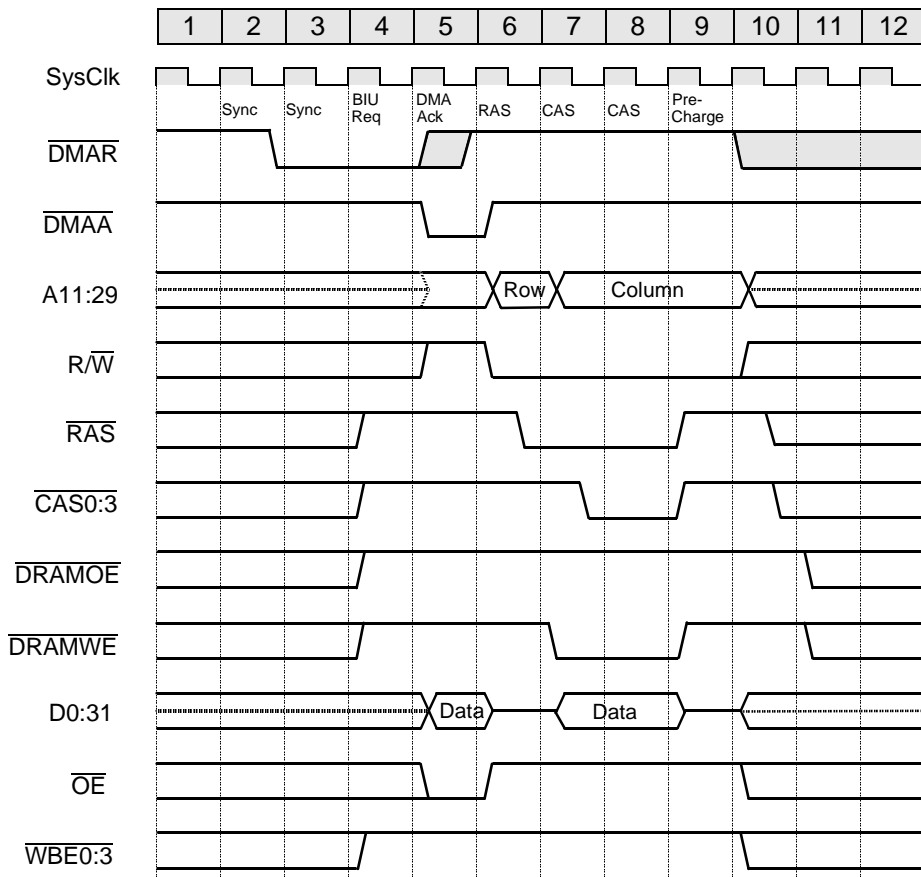 1 2 3 4 5 6 7 8 9 10 11 12
SysClk
Sync Sync BIU Req DMA Ack RAS CAS CAS Pre-Charge
DMAR
DMAA
A11:29 Row Column
R/W
RAS
CAS0:3
DRAMOE
DRAMWE
D0:31 Data Data
OE
WBE0:3